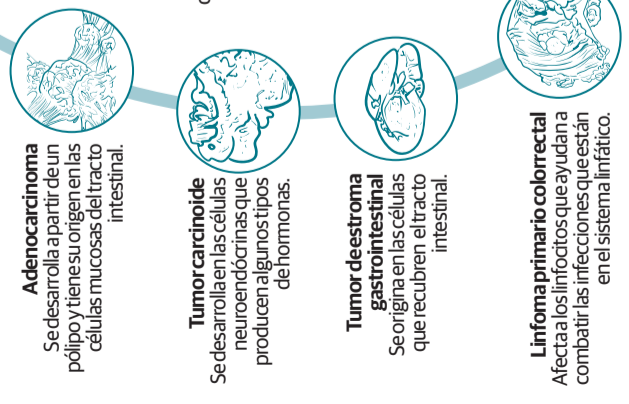 Adenocarcinoma
Se desarrolla a partir de un
pólipo y tiene su origen en las
células mucosas del tracto
intestinal.
Tumor carcinoide
Se desarrolla en las células
neuroendócrinas que
producen algunos tipos
de hormonas.
Tumor de estroma
gastrointestinal
Se origina en las células
que recubren el tracto
intestinal.
Linfoma primario colorrectal
Afecta a los linfocitos que ayudan a
combatir las infecciones que están
en el sistema linfático.